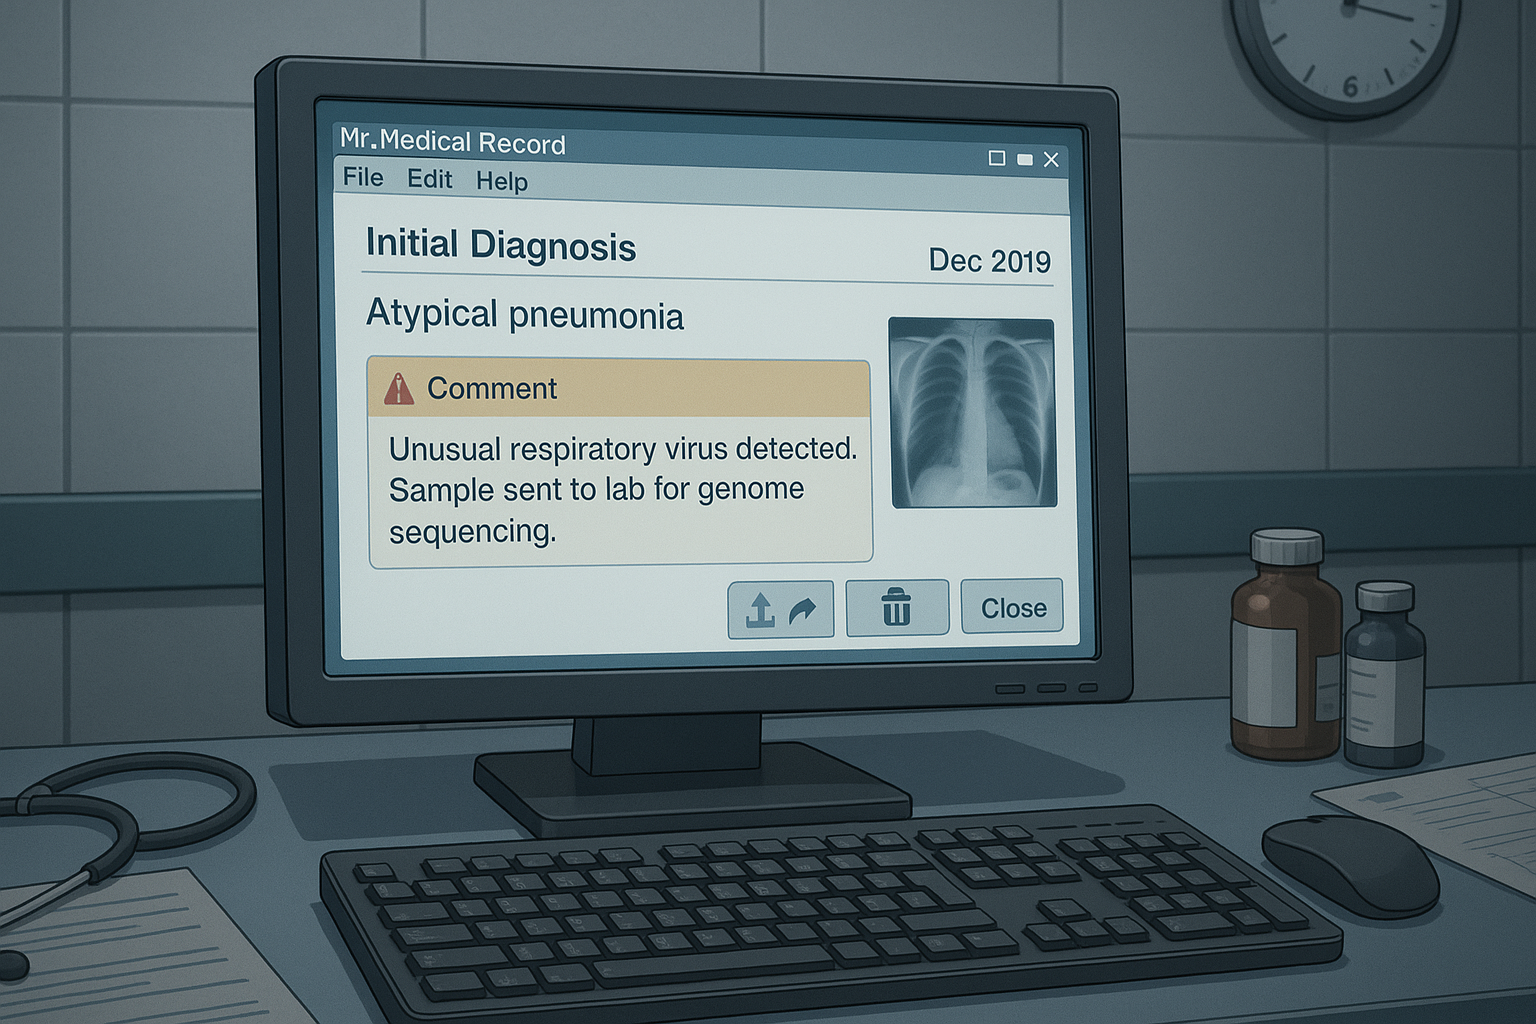 6
Mr.Medical Record
File Edit Help
Initial Diagnosis
Dec 2019
Atypical pneumonia
Comment
Unusual respiratory virus detected.
Sample sent to lab for genome
sequencing.
Close